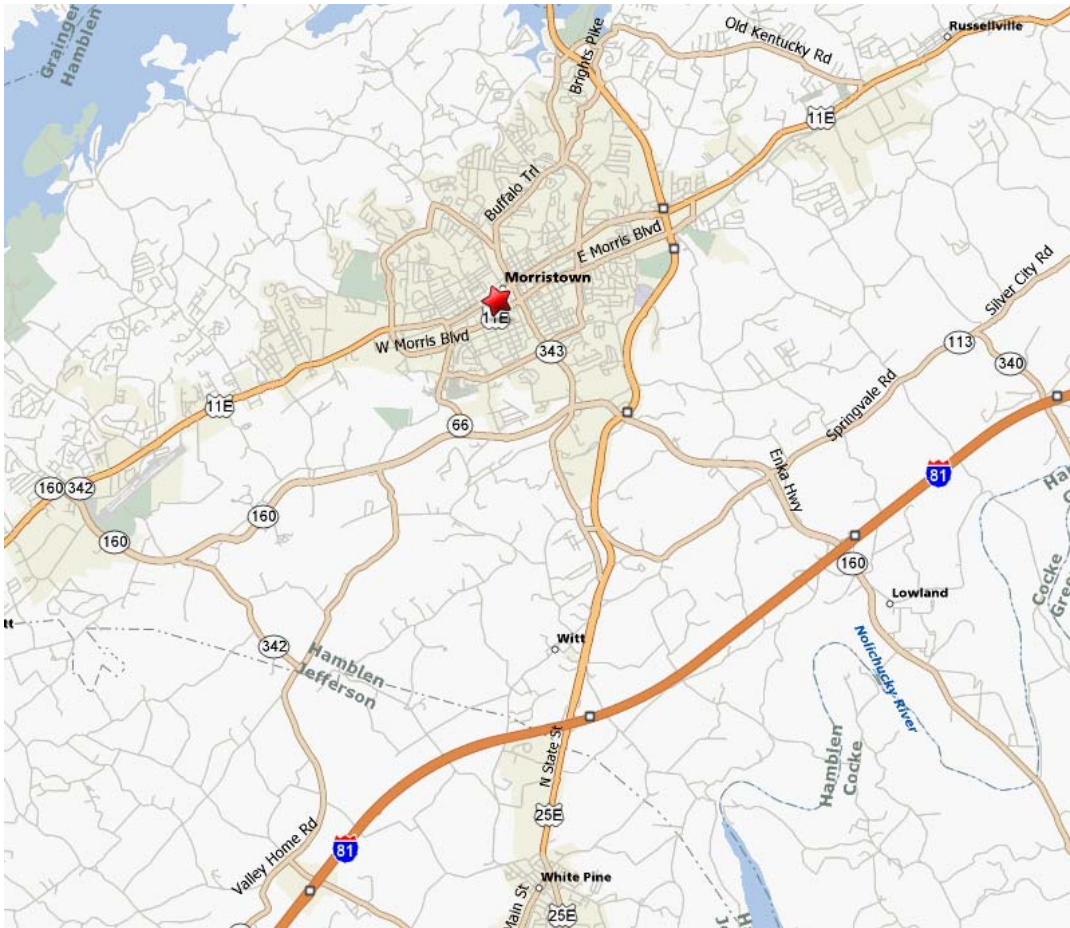 Russellville
Old Kentucky Rd
Brights Pike
Grainger
Hamblen
11E
Buffalo Trl
E Morris Blvd
Morristown
Silver City Rd
11E
W Morris Blvd
343
113
340
Springvale Rd
11E
66
Enka Hwy
81
160
342
160
160
160
Lowland
Cocke
tt
Witt
342
Hamblen
Jefferson
Nolichucky River
N State St
Hamblen
Cocke
25E
81
Valley Home Rd
White Pine
Main St
25E